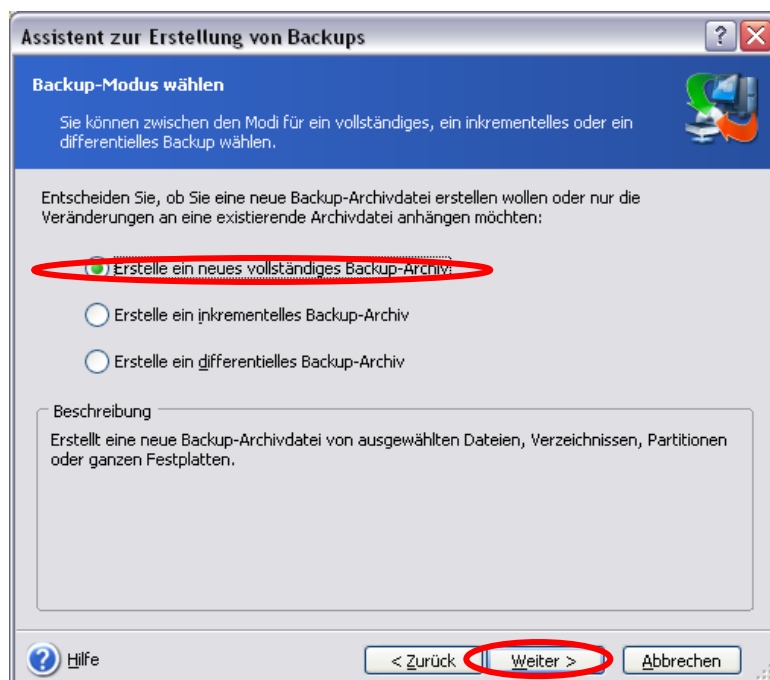 Assistent zur Erstellung von Backups
Backup-Modus wählen
Sie können zwischen den Modi für ein vollständiges, ein inkrementelles oder ein
differentielles Backup wählen.
Entscheiden Sie, ob Sie eine neue Backup-Archivdatei erstellen wollen oder nur die
Veränderungen an eine existierende Archivdatei anhängen möchten:
Erstelle ein neues vollständiges Backup-Archiv
Erstelle ein inkrementelles Backup-Archiv
Erstelle ein differentielles Backup-Archiv
Beschreibung
Erstellt eine neue Backup-Archivdatei von ausgewählten Dateien, Verzeichnissen, Partitionen
oder ganzen Festplatten.
Hilfe
< Zurück
Weiter >
Abbrechen